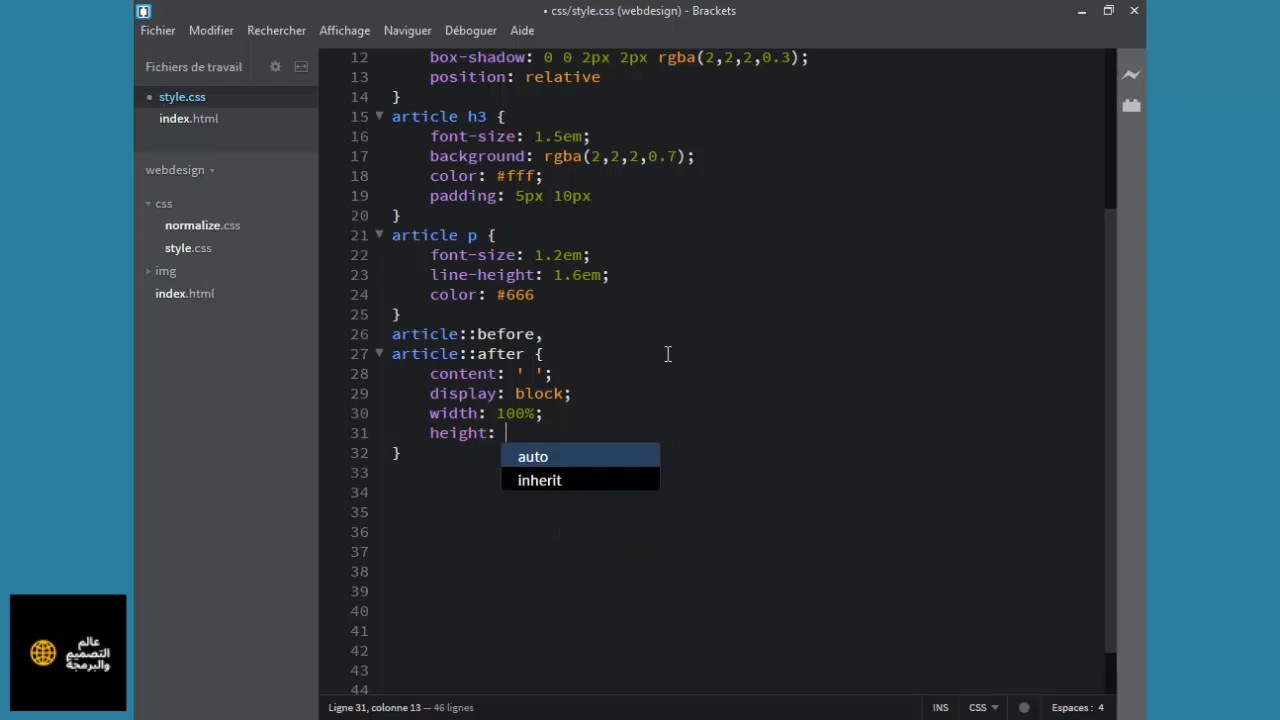 • css/style.css (webdesign) - Brackets
Fichier Modifier Rechercher Affichage Naviguer Déboguer Aide
Fichiers de travail
• style.css
index.html
webdesign
css
normalize.css
style.css
img
index.html
12 box-shadow: 0 0 2px 2px rgba(2,2,2,0.3);
13 position: relative
14 }
15 article h3 {
16 font-size: 1.5em;
17 background: rgba(2,2,2,0.7);
18 color: #fff;
19 padding: 5px 10px
20 }
21 article p {
22 font-size: 1.2em;
23 line-height: 1.6em;
24 color: #666
25 }
26 article::before,
27 article::after {
28 content: ' ';
29 display: block;
30 width: 100%;
31 height:
auto
inherit
32 }
33
34
35
36
37
38
39
40
41
42
43
44
عالم
التصميم
والبرمجة
Ligne 31, colonne 13 — 46 lignes
INS CSS Espaces : 4